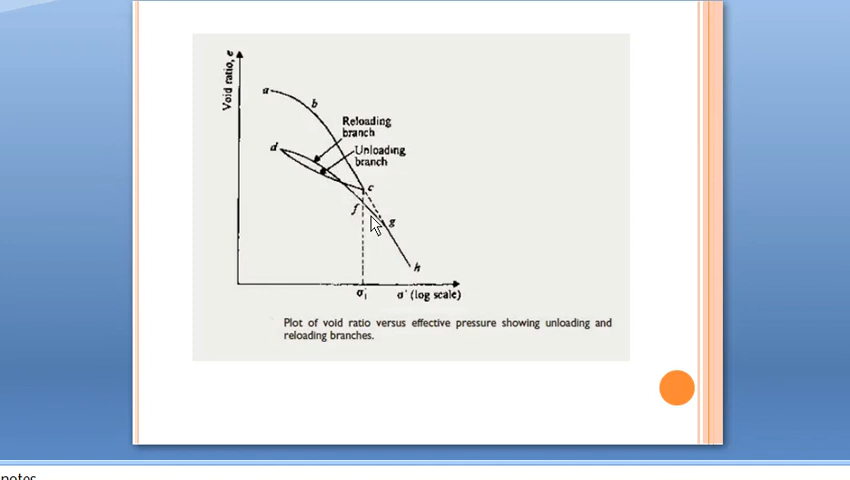 Void ratio, e
a
b
Reloading
branch
d
Unloading
branch
c
f
g
h
σ'₁
σ' (log scale)
Plot of void ratio versus effective pressure showing unloading and
reloading branches.
notes